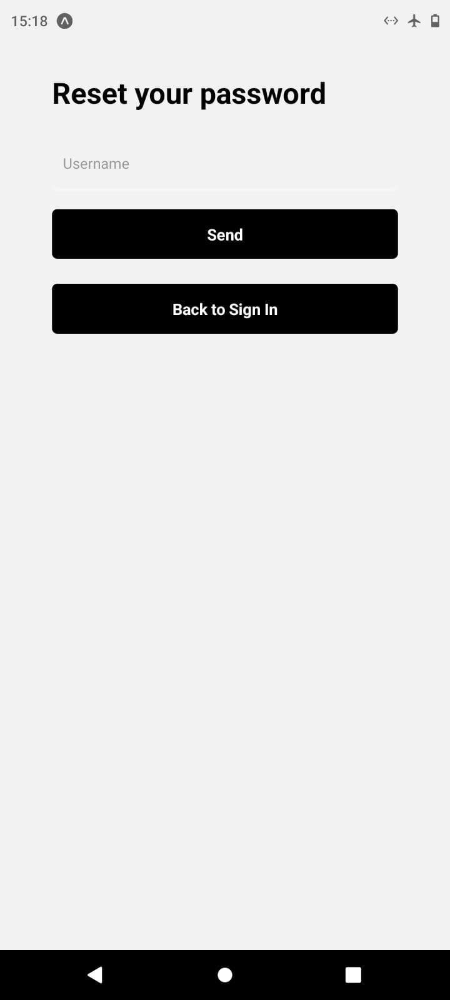 15:18
Reset your password
Username
Send
Back to Sign In